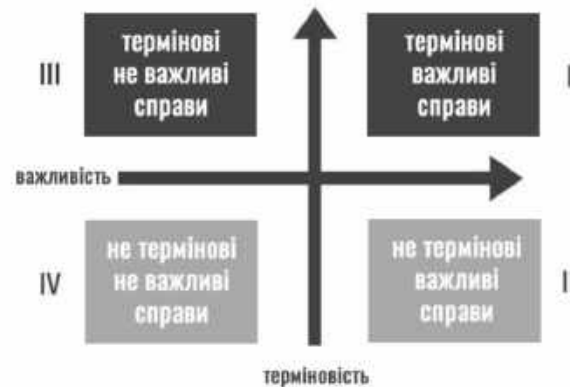 III
термінові
не важливі
справи
термінові
важливі
справи
I
важливість
IV
не термінові
не важливі
справи
не термінові
важливі
справи
I
терміновість